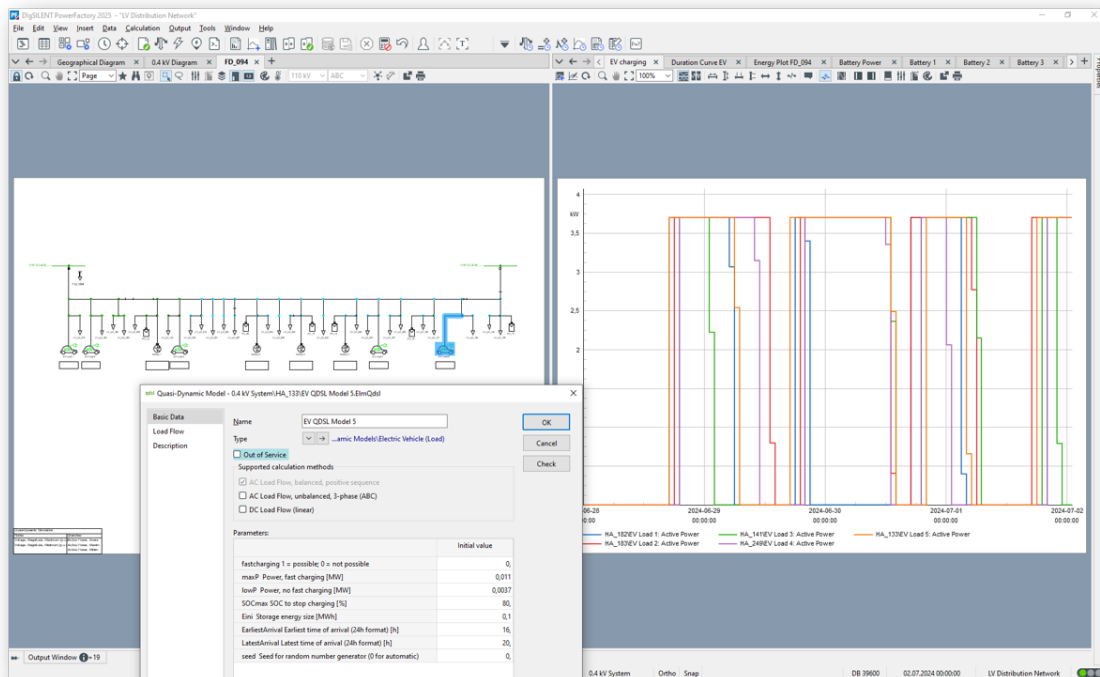 DIgSILENT PowerFactory 2025 - "LV Distribution Network"
File Edit View Insert Data Calculation Output Tools Window Help
Geographical Diagram 0.4 kV Diagram FD_094
Page 110 kV ABC
EV charging Duration Curve EV Energy Plot FD_094 Battery Power Battery 1 Battery 2 Battery 3
100%
Properties
4
kW
3,5
3
2,5
2
2024-06-29 2024-06-30 2024-07-01 2024-07-02
00:00 00:00 00:00 00:00 00:00
HA_182\EV Load 1: Active Power HA_141\EV Load 3: Active Power HA_133\EV Load 5: Active Power
HA_183\EV Load 2: Active Power HA_249\EV Load 4: Active Power
Quasi-Dynamic Model - 0.4 kV System\HA_133\EV QDSL Model 5.ElmQdsl
Basic Data
Load Flow
Description
Name EV QDSL Model 5
Type ...amic Models\Electric Vehicle (Load)
Out of Service
Supported calculation methods
AC Load Flow, balanced, positive sequence
AC Load Flow, unbalanced, 3-phase (ABC)
DC Load Flow (linear)
OK
Cancel
Check
Parameters:
Initial value
fastcharging 1 = possible; 0 = not possible 0,
maxP Power, fast charging [MW] 0,011
lowP Power, no fast charging [MW] 0,0037
SOCmax SOC to stop charging [%] 80,
Eini Storage energy size [MWh] 0,1
EarliestArrival Earliest time of arrival (24h format) [h] 16,
LatestArrival Latest time of arrival (24h format) [h] 20,
seed Seed for random number generator (0 for automatic) 0,
Output Window 19
0.4 kV System Ortho Snap DB 39600 02.07.2024 00:00:00 LV Distribution Network